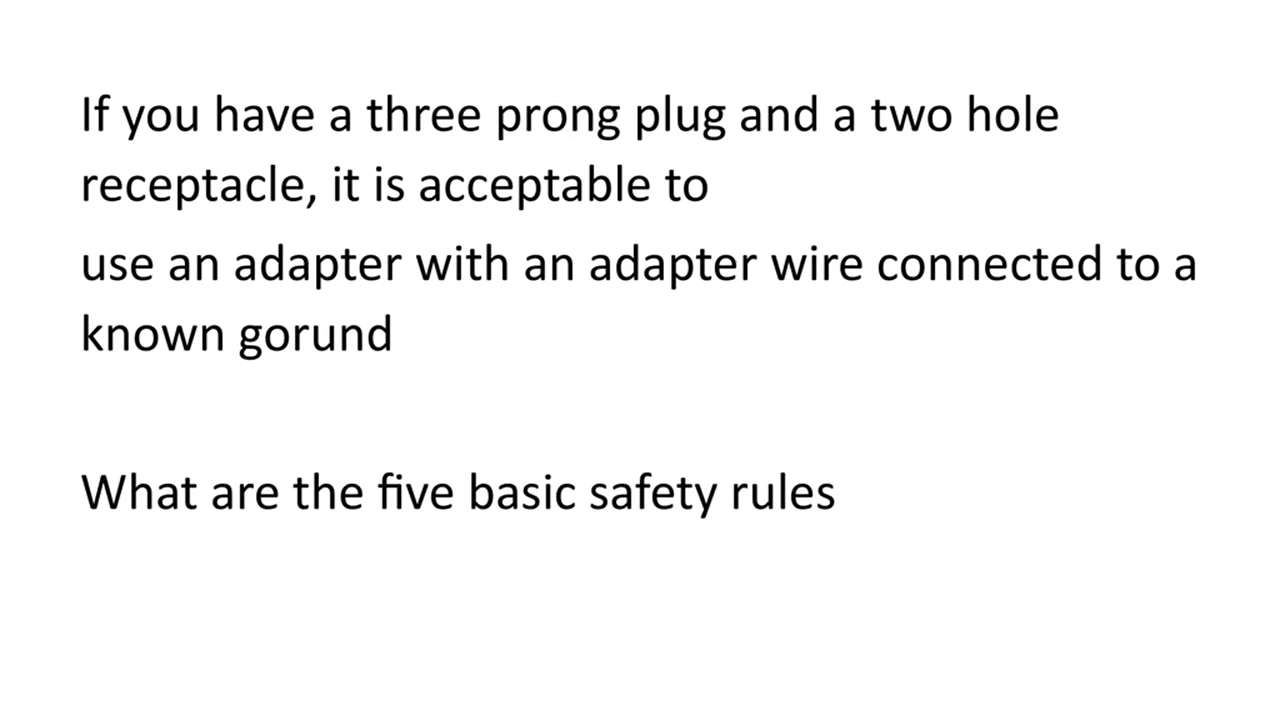 If you have a three prong plug and a two hole
receptacle, it is acceptable to
use an adapter with an adapter wire connected to a
known gorund
What are the five basic safety rules